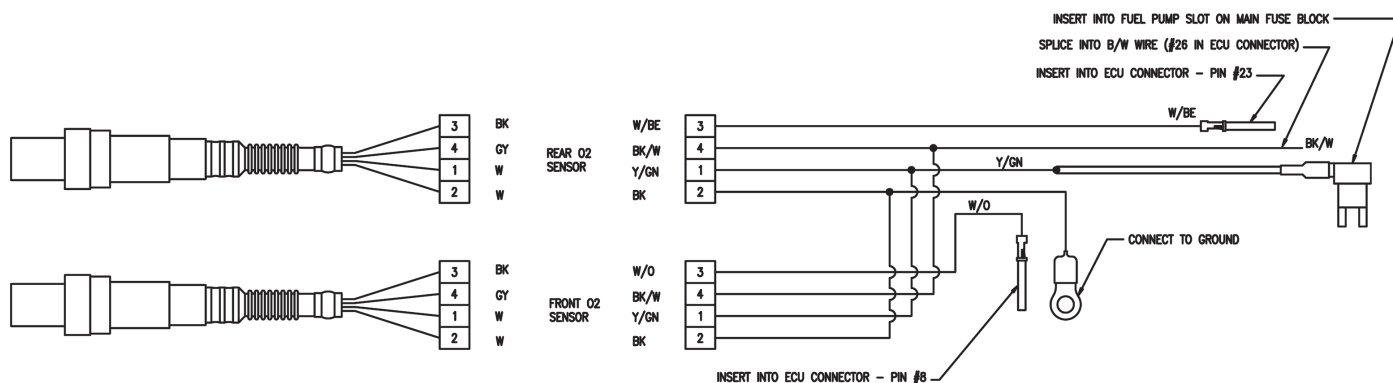 INSERT INTO FUEL PUMP SLOT ON MAIN FUSE BLOCK
SPLICE INTO B/W WIRE (#26 IN ECU CONNECTOR)
INSERT INTO ECU CONNECTOR - PIN #23
3 BK W/BE 3 W/BE
4 GY REAR O2 BK/W 4 BK/W
1 W SENSOR Y/GN 1 Y/GN
2 W BK 2
W/O
CONNECT TO GROUND
3 BK W/O 3
4 GY FRONT O2 BK/W 4
1 W SENSOR Y/GN 1
2 W BK 2
INSERT INTO ECU CONNECTOR - PIN #8